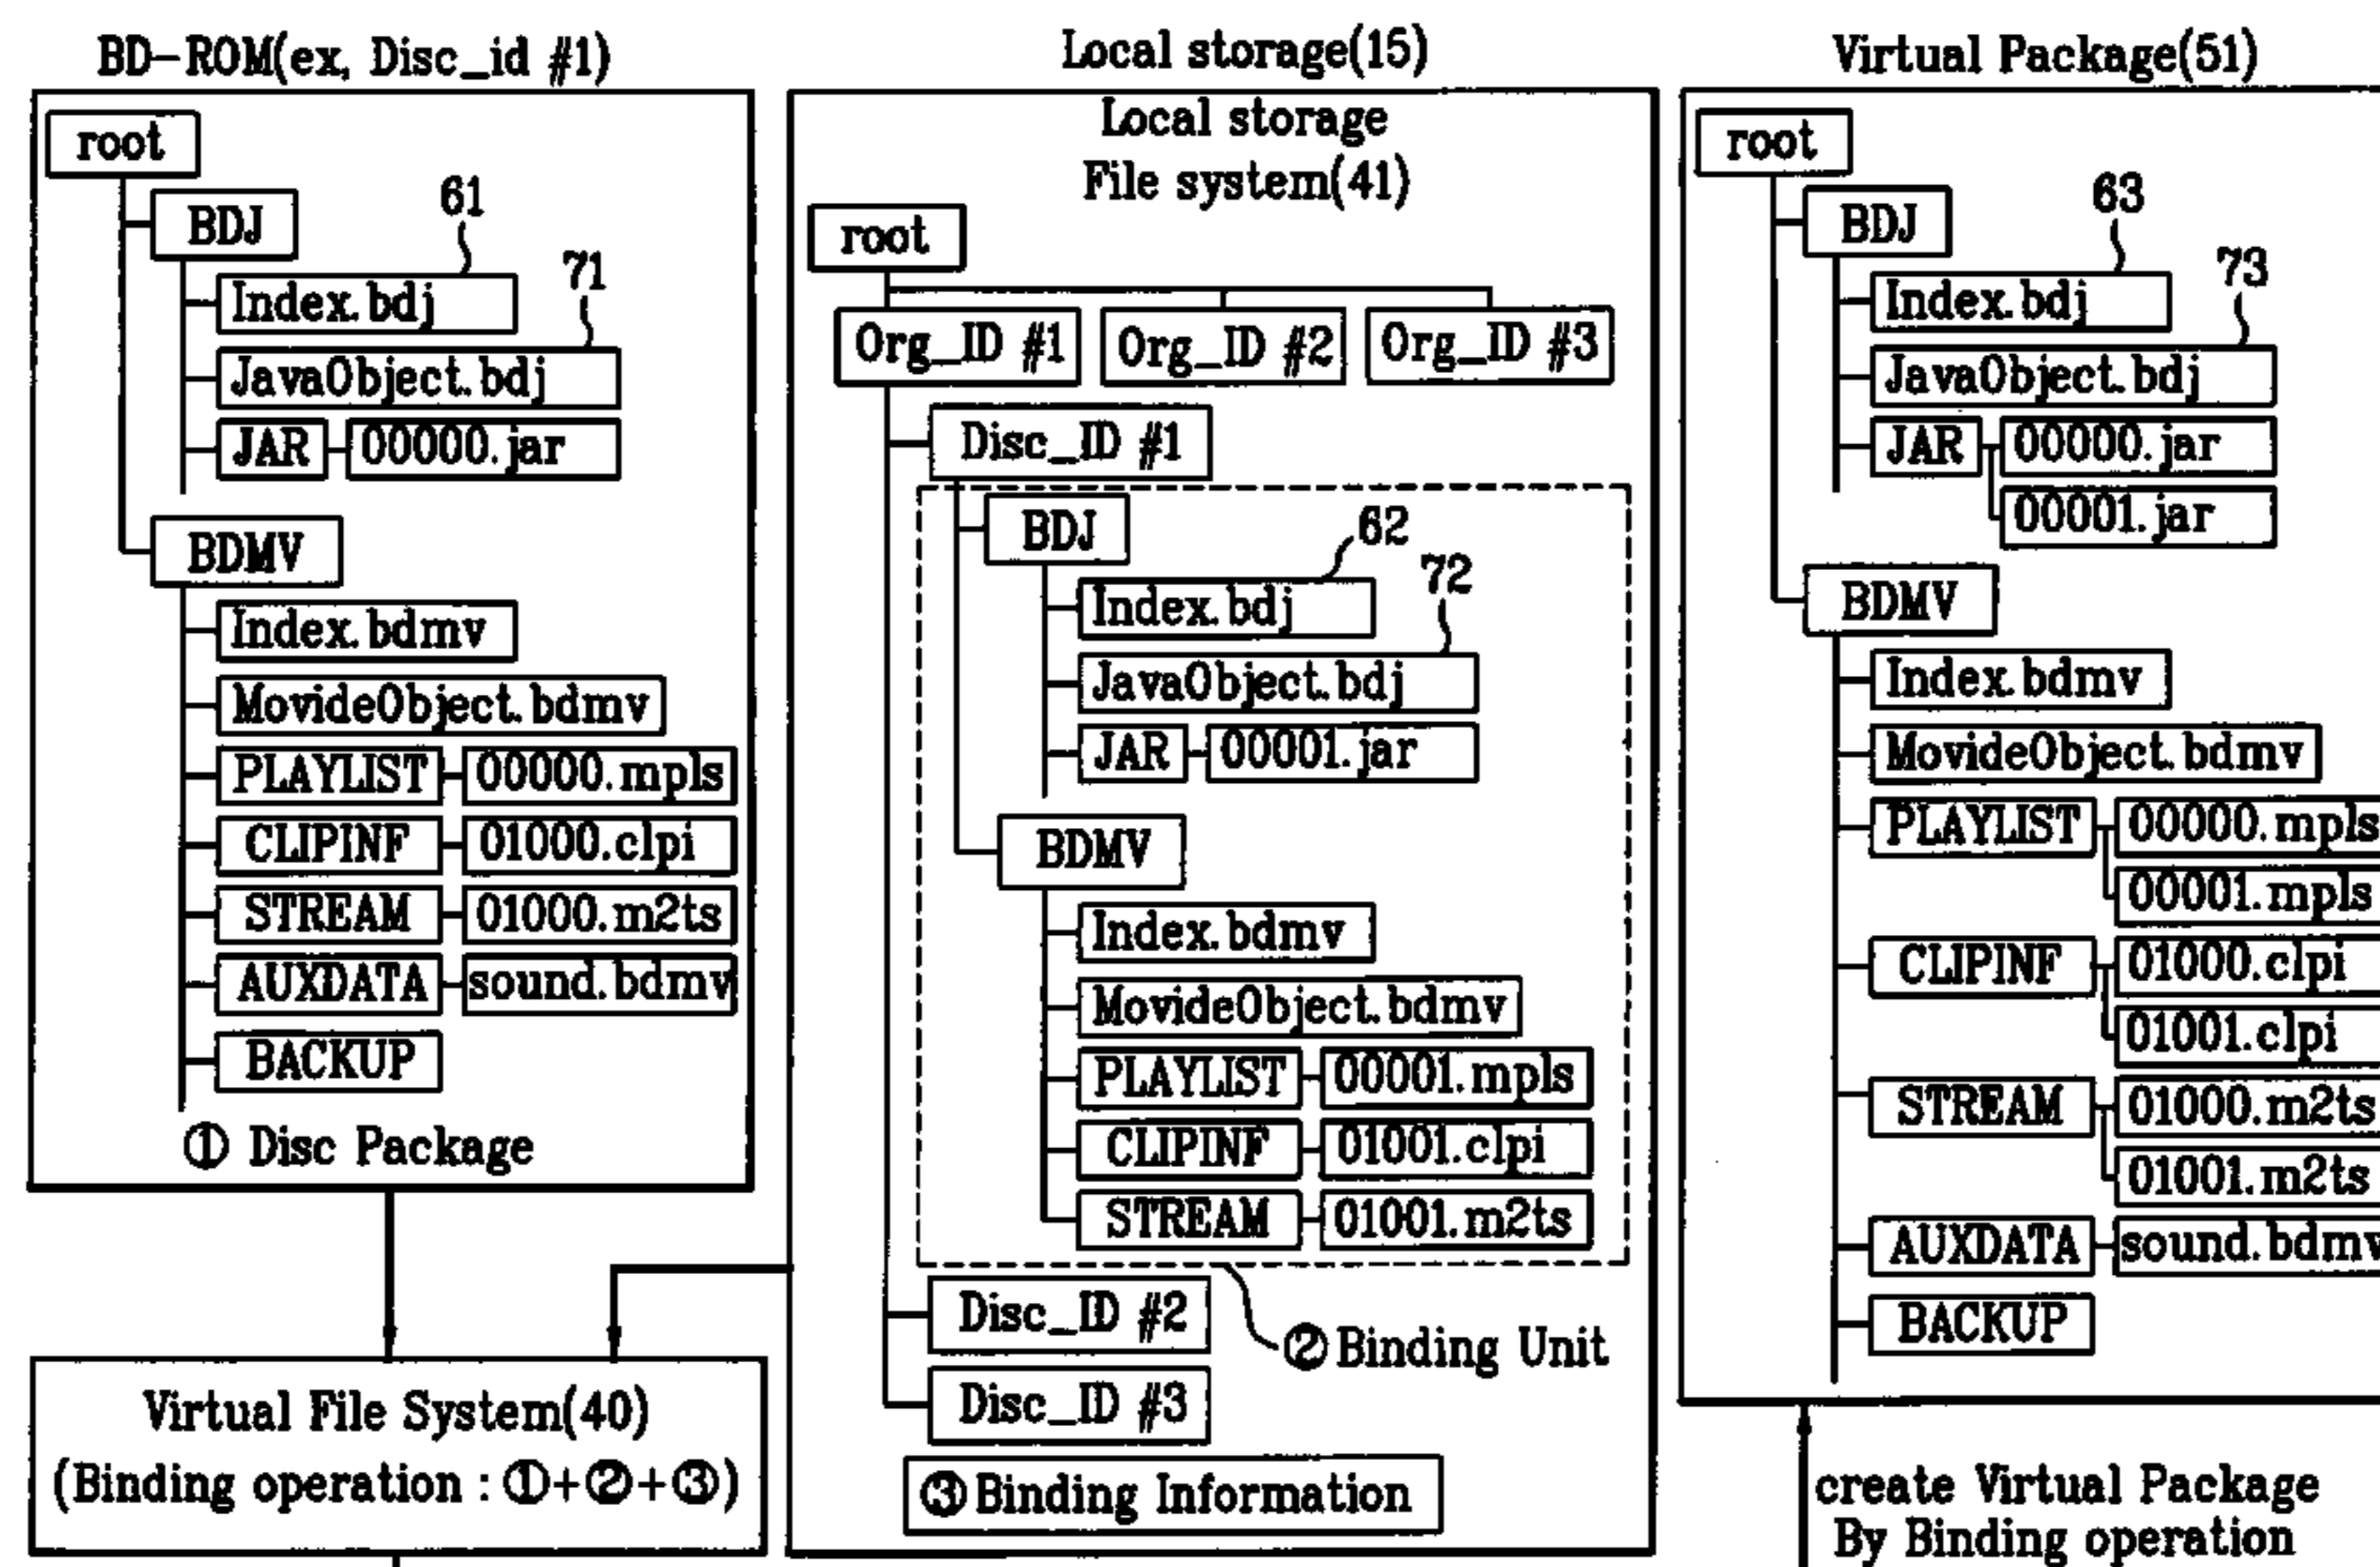 BD-ROM(ex, Disc_id #1)
root
BDJ
61
Index.bdj
71
JavaObject.bdj
JAR
00000.jar
BDMV
Index.bdmv
MovideObject.bdmv
PLAYLIST
00000.mpls
CLIPINF
01000.clpi
STREAM
01000.m2ts
AUXDATA
sound.bdmv
BACKUP
① Disc Package
Virtual File System(40)
(Binding operation : ①+②+③)
Local storage(15)
Local storage
File system(41)
root
Org_ID #1
Org_ID #2
Org_ID #3
Disc_ID #1
BDJ
62
Index.bdj
72
JavaObject.bdj
JAR
00001.jar
BDMV
Index.bdmv
MovideObject.bdmv
PLAYLIST
00001.mpls
CLIPINF
01001.clpi
STREAM
01001.m2ts
Disc_ID #2
② Binding Unit
Disc_ID #3
③ Binding Information
Virtual Package(51)
root
BDJ
63
Index.bdj
73
JavaObject.bdj
JAR
00000.jar
00001.jar
BDMV
Index.bdmv
MovideObject.bdmv
PLAYLIST
00000.mpls
00001.mpls
CLIPINF
01000.clpi
01001.clpi
STREAM
01000.m2ts
01001.m2ts
AUXDATA
sound.bdmv
BACKUP
create Virtual Package
By Binding operation